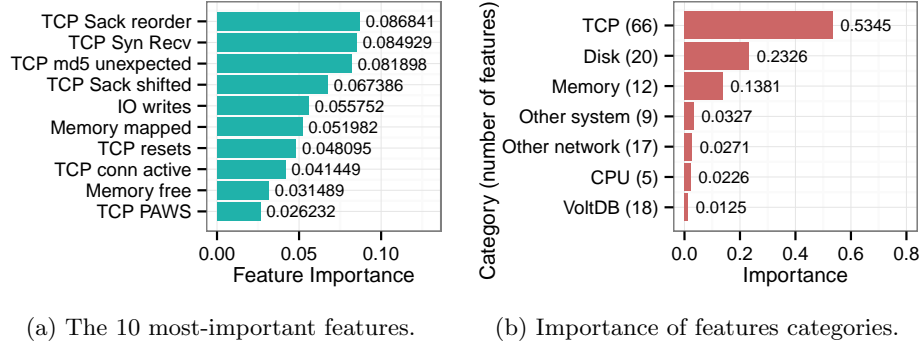 TCP Sack reorder 0.086841
TCP Syn Recv 0.084929
TCP md5 unexpected 0.081898
TCP Sack shifted 0.067386
IO writes 0.055752
Memory mapped 0.051982
TCP resets 0.048095
TCP conn active 0.041449
Memory free 0.031489
TCP PAWS 0.026232
0.00 0.05 0.10
Feature Importance
(a) The 10 most-important features.
Category (number of features)
TCP (66) 0.5345
Disk (20) 0.2326
Memory (12) 0.1381
Other system (9) 0.0327
Other network (17) 0.0271
CPU (5) 0.0226
VoltDB (18) 0.0125
0.0 0.2 0.4 0.6 0.8
Importance
(b) Importance of features categories.